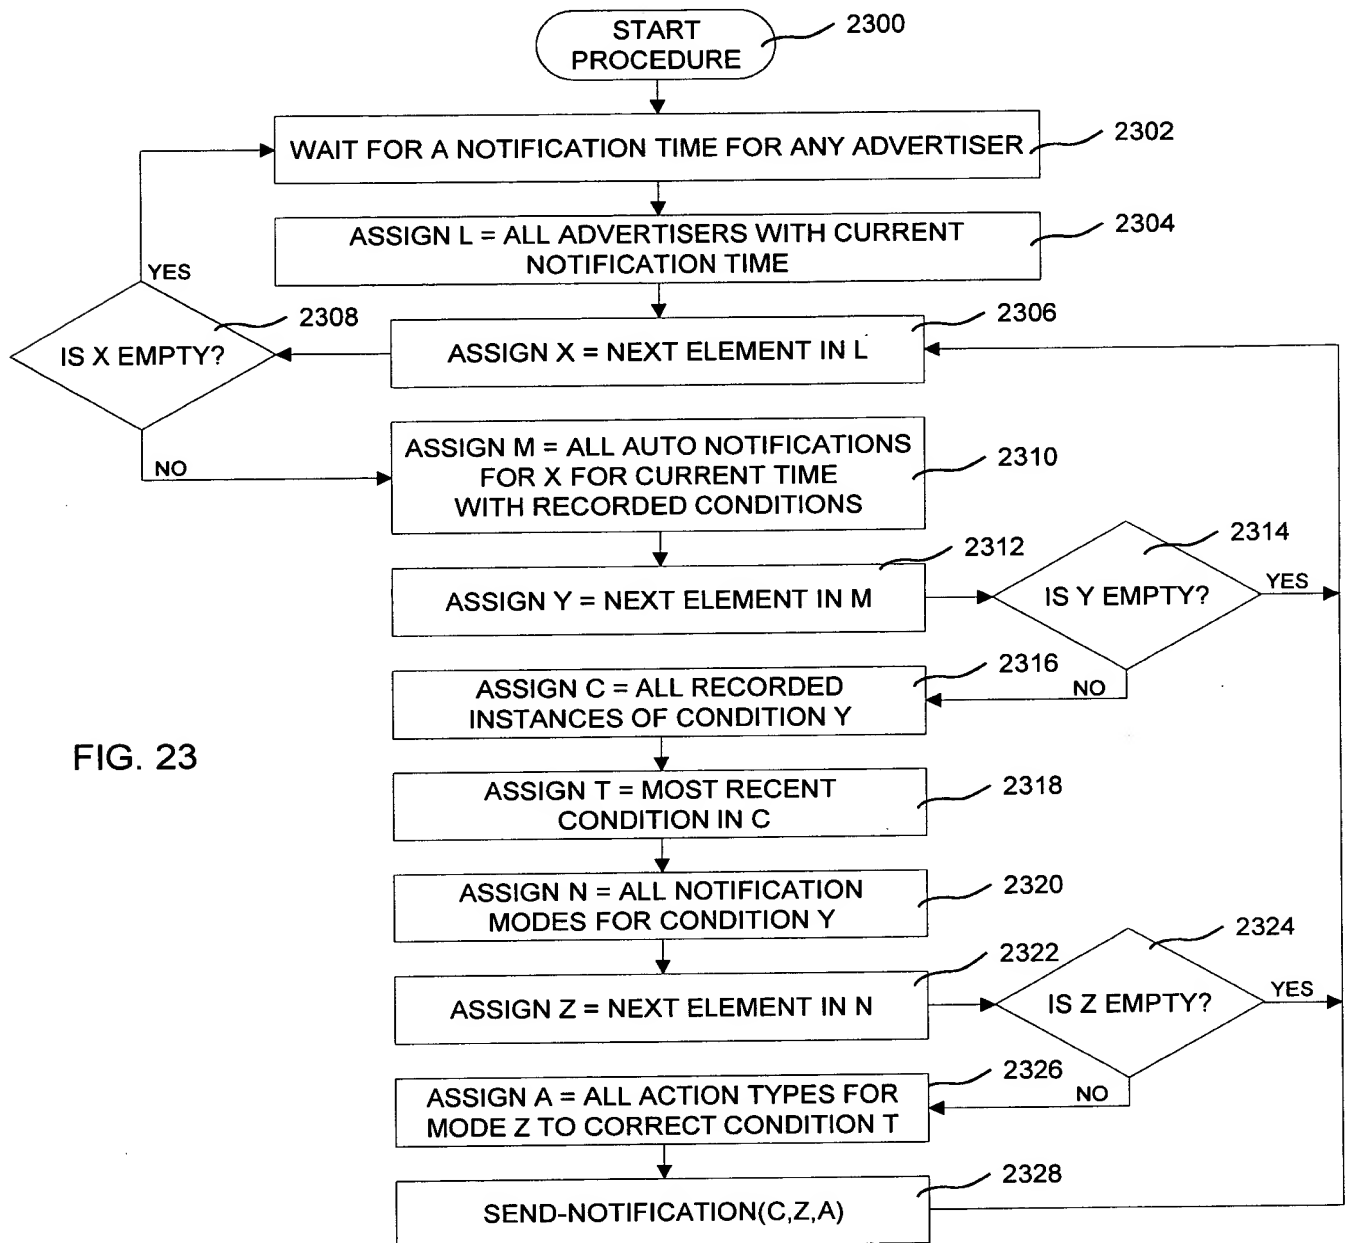 START
PROCEDURE
2300
WAIT FOR A NOTIFICATION TIME FOR ANY ADVERTISER
2302
ASSIGN L = ALL ADVERTISERS WITH CURRENT
NOTIFICATION TIME
2304
YES
IS X EMPTY?
2308
ASSIGN X = NEXT ELEMENT IN L
2306
NO
ASSIGN M = ALL AUTO NOTIFICATIONS
FOR X FOR CURRENT TIME
WITH RECORDED CONDITIONS
2310
ASSIGN Y = NEXT ELEMENT IN M
2312
IS Y EMPTY?
2314
YES
NO
ASSIGN C = ALL RECORDED
INSTANCES OF CONDITION Y
2316
FIG. 23
ASSIGN T = MOST RECENT
CONDITION IN C
2318
ASSIGN N = ALL NOTIFICATION
MODES FOR CONDITION Y
2320
ASSIGN Z = NEXT ELEMENT IN N
2322
IS Z EMPTY?
2324
YES
NO
ASSIGN A = ALL ACTION TYPES FOR
MODE Z TO CORRECT CONDITION T
2326
SEND-NOTIFICATION(C,Z,A)
2328